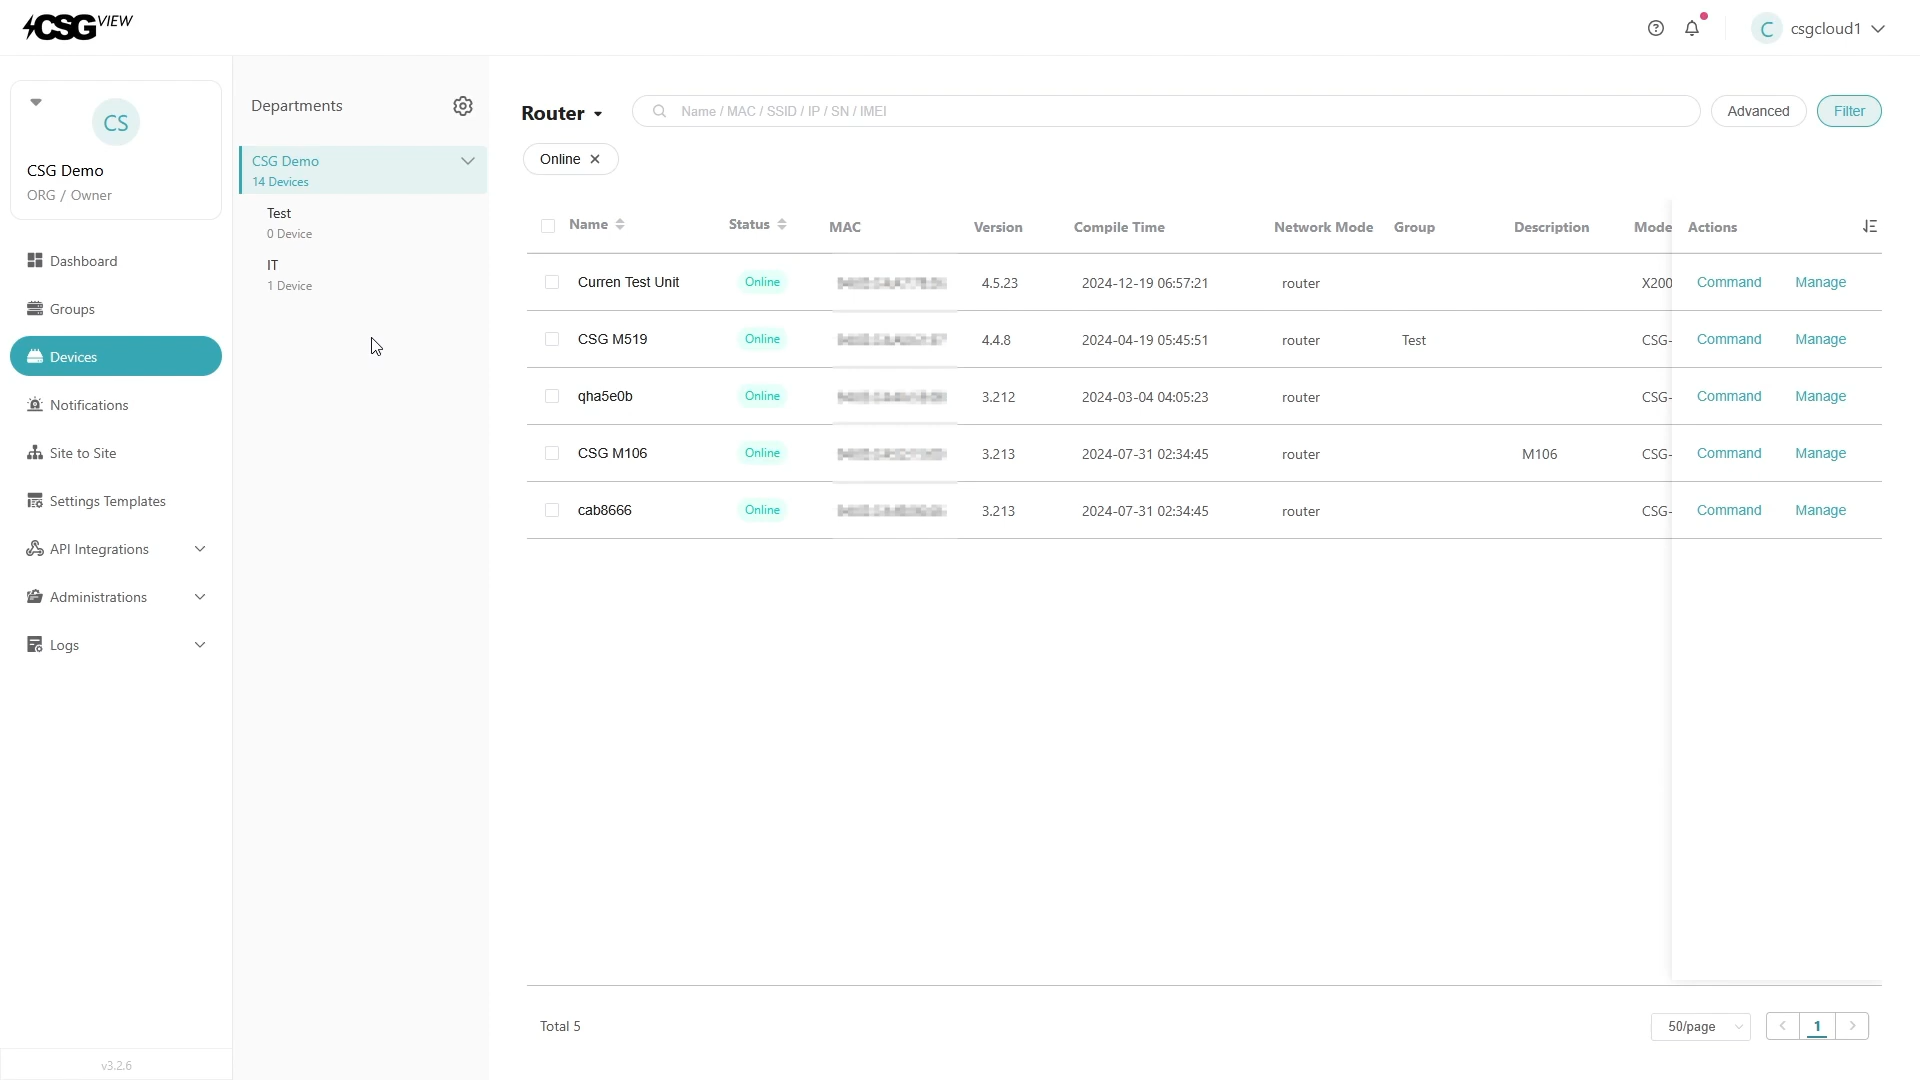 CSG VIEW
csgcloud1
C
CS
CSG Demo
ORG / Owner
Dashboard
Groups
Devices
Notifications
Site to Site
Settings Templates
API Integrations
Administrations
Logs
v3.2.6
Departments
CSG Demo
14 Devices
Test
0 Device
IT
1 Device
Router
Name / MAC / SSID / IP / SN / IMEI
Advanced
Filter
Online
Name Status MAC Version Compile Time Network Mode Group Description Mode Actions
Curren Test Unit Online 4.5.23 2024-12-19 06:57:21 router X200 Command Manage
CSG M519 Online 4.4.8 2024-04-19 05:45:51 router Test CSG- Command Manage
qha5e0b Online 3.212 2024-03-04 04:05:23 router CSG- Command Manage
CSG M106 Online 3.213 2024-07-31 02:34:45 router M106 CSG- Command Manage
cab8666 Online 3.213 2024-07-31 02:34:45 router CSG- Command Manage
Total 5
50/page
1